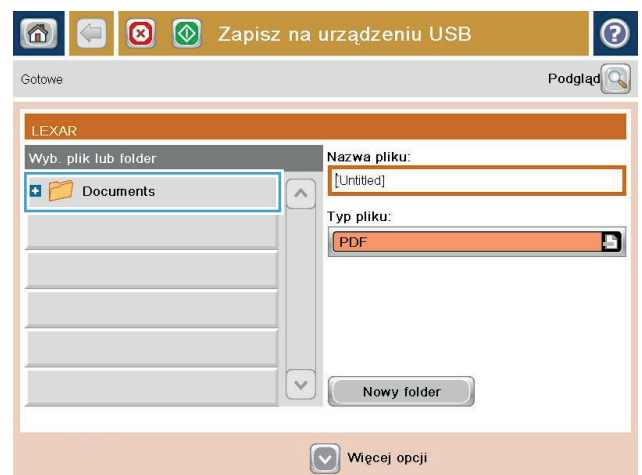 Zapisz na urządzeniu USB
?
Gotowe
Podgląd
LEXAR
Wyb. plik lub folder
Documents
Nazwa pliku:
[Untitled]
Typ pliku:
PDF
Nowy folder
Więcej opcji